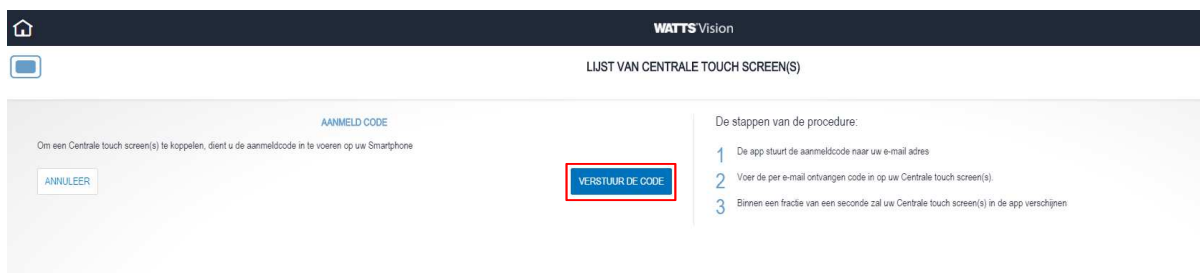 WATTS®Vision
LIJST VAN CENTRALE TOUCH SCREEN(S)
AANMELD CODE
Om een Centrale touch screen(s) te koppelen, dient u de aanmeldcode in te voeren op uw Smartphone
ANNULEER
VERSTUUR DE CODE
De stappen van de procedure:
1 De app stuurt de aanmeldcode naar uw e-mail adres
2 Voer de per e-mail ontvangen code in op uw Centrale touch screen(s).
3 Binnen een fractie van een seconde zal uw Centrale touch screen(s) in de app verschijnen